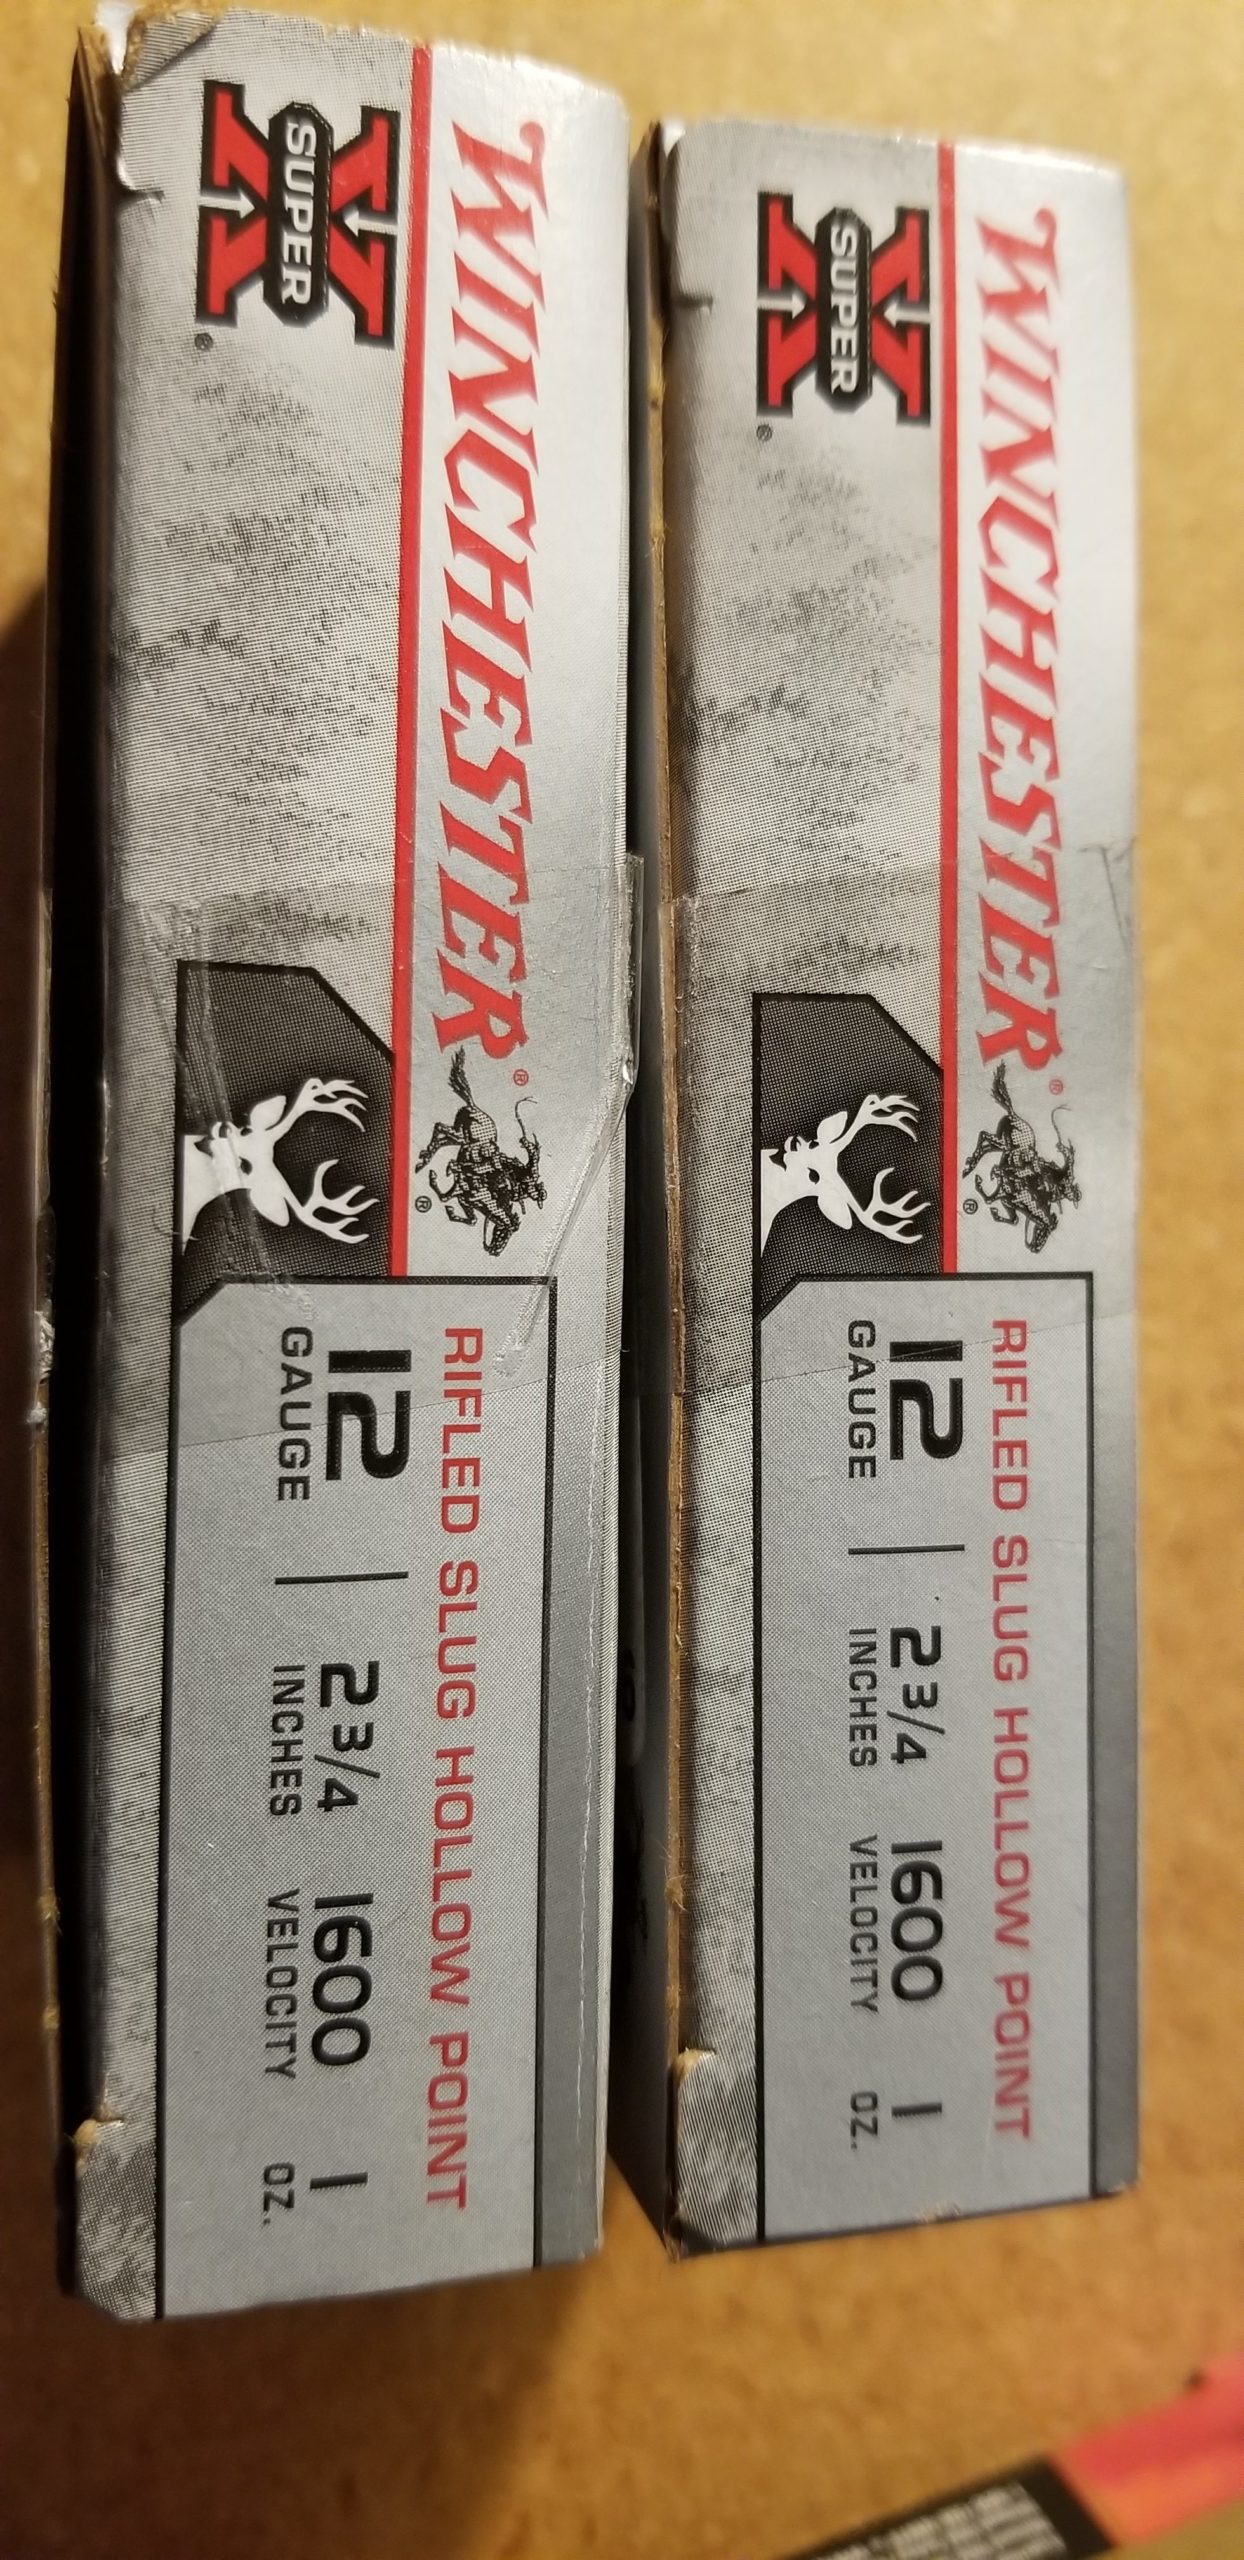 WINCHESTER®
®
SUPER X®
RIFLED SLUG HOLLOW POINT
12 2 3/4 1600 1
GAUGE INCHES VELOCITY OZ.
WINCHESTER®
®
SUPER X®
RIFLED SLUG HOLLOW POINT
12 2 3/4 1600 1
GAUGE INCHES VELOCITY OZ.